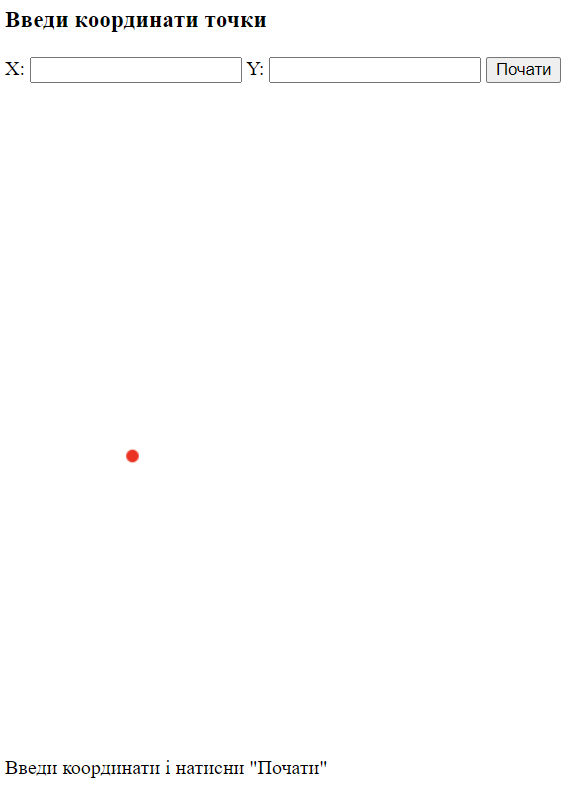 Введи координати точки
X: Y: Почати
Введи координати і натисни "Почати"